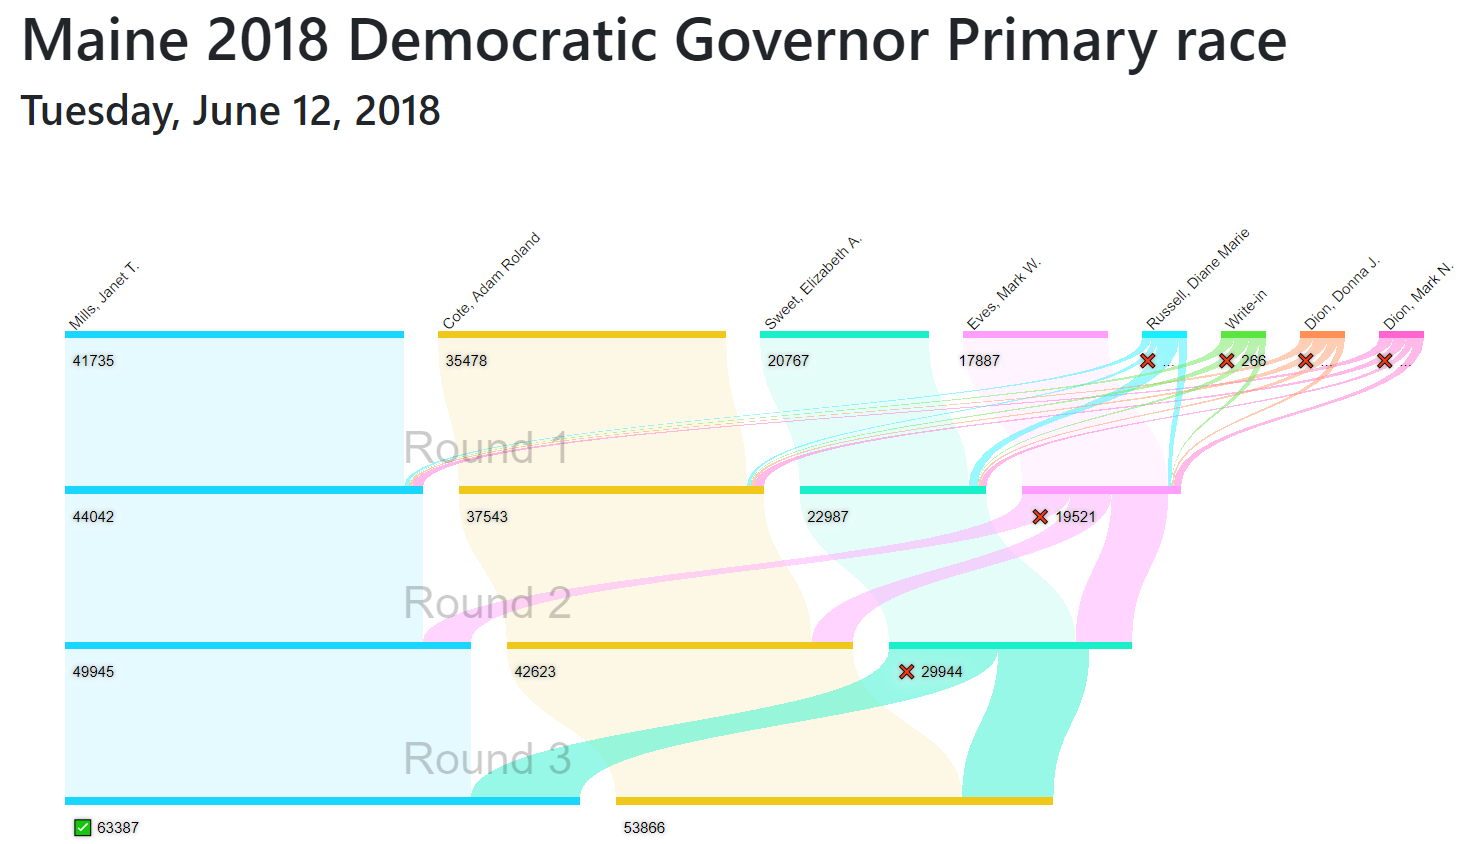 Maine 2018 Democratic Governor Primary race
Tuesday, June 12, 2018
Mills, Janet T.
Cote, Adam Roland
Sweet, Elizabeth A.
Eves, Mark W.
Russell, Diane Marie
Write-in
Dion, Donna J.
Dion, Mark N.
41735
35478
20767
17887
...
266
...
...
Round 1
44042
37543
22987
19521
Round 2
49945
42623
29944
Round 3
63387
53866